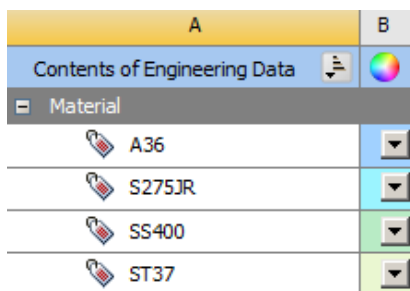 A B
Contents of Engineering Data
Material
A36
S275JR
SS400
ST37